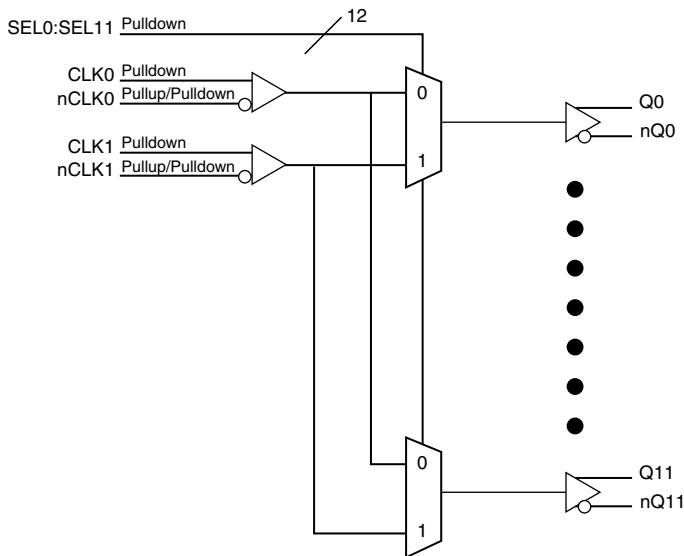 12
SEL0:SEL11 Pulldown
CLK0 Pulldown
nCLK0 Pullup/Pulldown
0
Q0
nQ0
CLK1 Pulldown
nCLK1 Pullup/Pulldown
1
0
Q11
nQ11
1